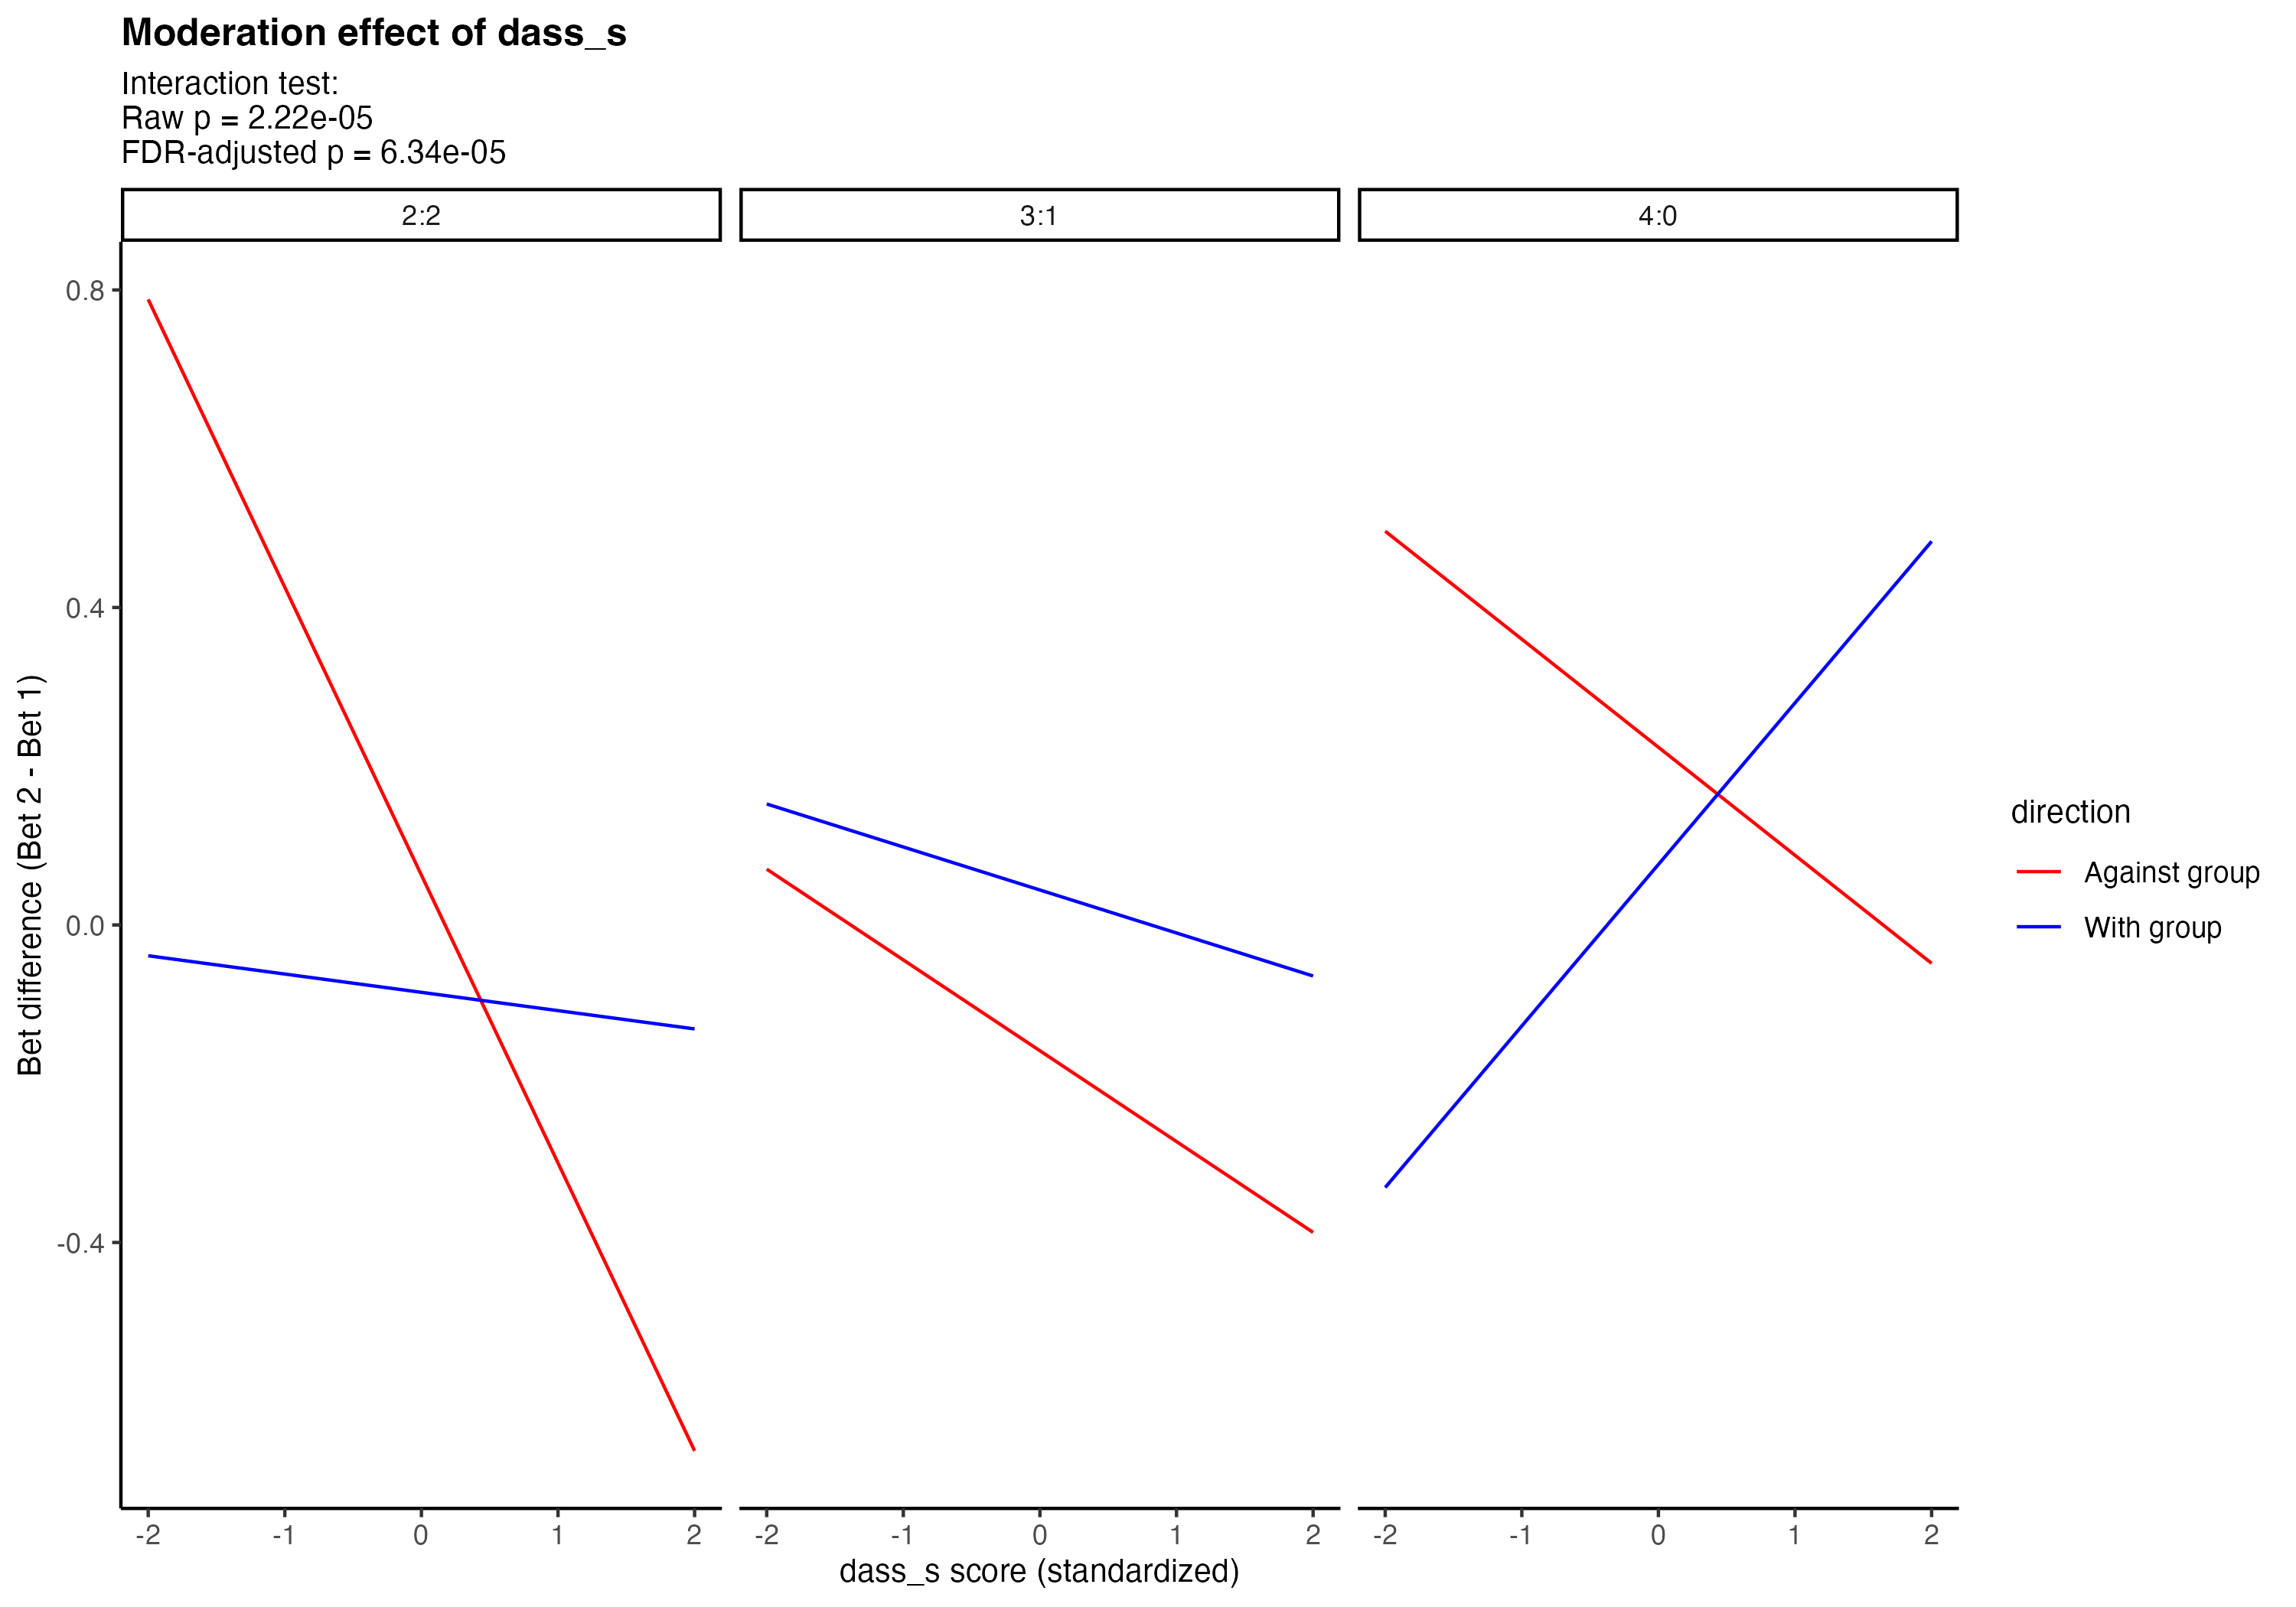 Moderation effect of dass_s
Interaction test:
Raw p = 2.22e-05
FDR-adjusted p = 6.34e-05
2:2
3:1
4:0
0.8
0.4
0.0
-0.4
Bet difference (Bet 2 - Bet 1)
-2 -1 0 1 2
-2 -1 0 1 2
-2 -1 0 1 2
dass_s score (standardized)
direction
Against group
With group